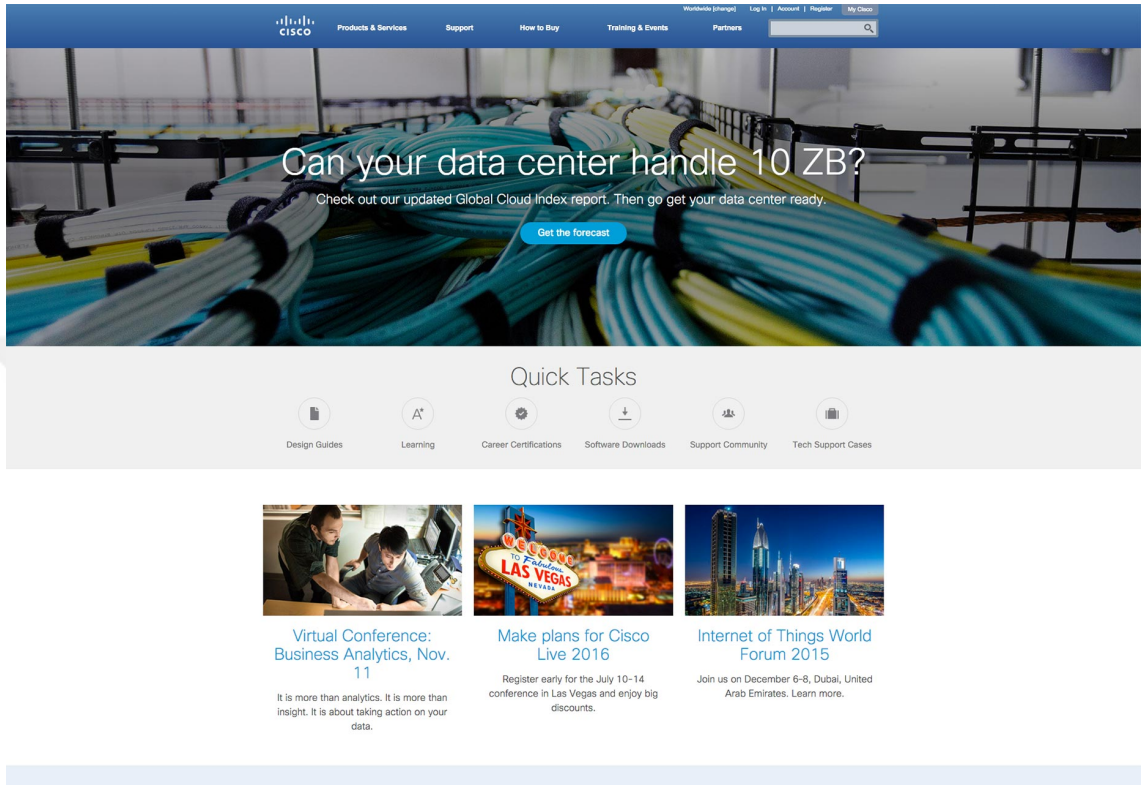 Worldwide [change] Log In | Account | Register My Cisco
CISCO Products & Services Support How to Buy Training & Events Partners
Can your data center handle 10 ZB?
Check out our updated Global Cloud Index report. Then go get your data center ready.
Get the forecast
Quick Tasks
Design Guides Learning Career Certifications Software Downloads Support Community Tech Support Cases
WELCOME
TO Fabulous
LAS VEGAS
NEVADA
Virtual Conference:
Business Analytics, Nov.
11
It is more than analytics. It is more than
insight. It is about taking action on your
data.
Make plans for Cisco
Live 2016
Register early for the July 10-14
conference in Las Vegas and enjoy big
discounts.
Internet of Things World
Forum 2015
Join us on December 6-8, Dubai, United
Arab Emirates. Learn more.